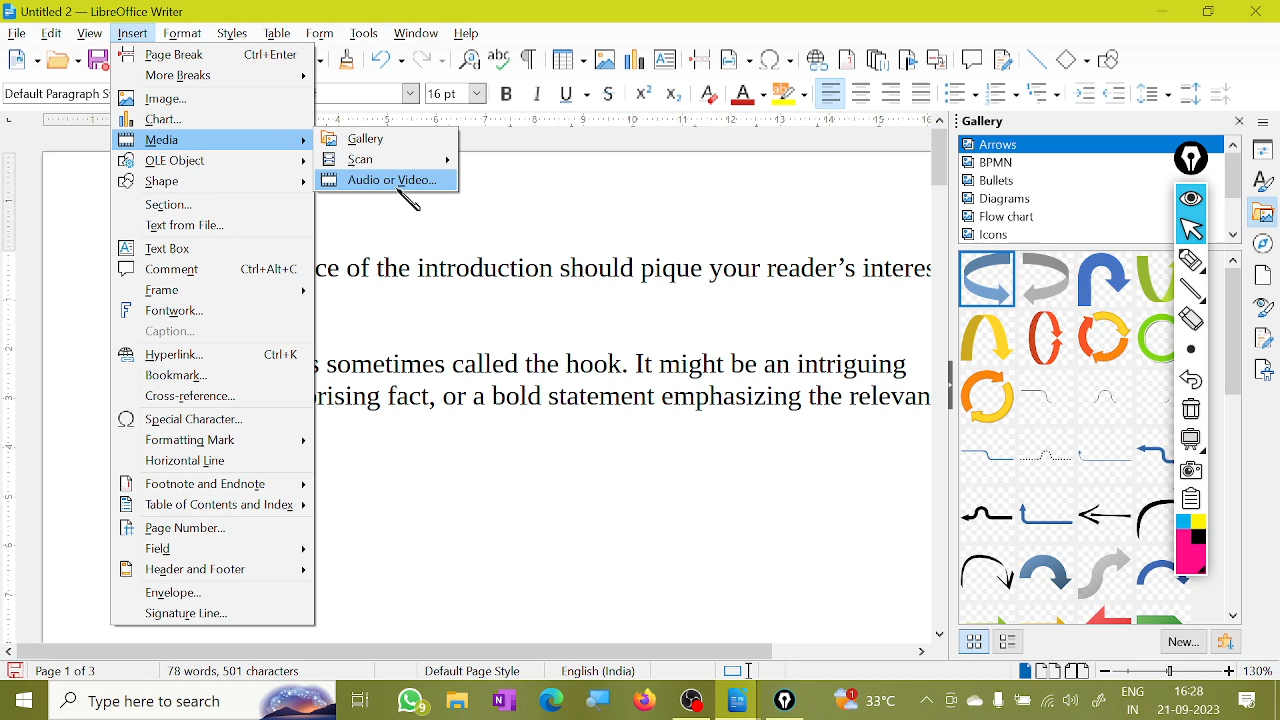 Untitled 2 — LibreOffice Writer
File Edit View Insert Format Styles Table Form Tools Window Help
Default Paragraph S
16 pt
Page Break Ctrl+Enter
More Breaks
Image...
Chart...
Media
OLE Object
Shape
Section...
Text from File...
Text Box
Comment Ctrl+Alt+C
Frame
Fontwork...
Caption...
Hyperlink... Ctrl+K
Bookmark...
Cross-reference...
Special Character...
Formatting Mark
Horizontal Line
Footnote and Endnote
Table of Contents and Index
Page Number...
Field
Header and Footer
Envelope...
Signature Line...
Gallery
Scan
Audio or Video...
ce of the introduction should pique your reader's interes
s sometimes called the hook. It might be an intriguing
rising fact, or a bold statement emphasizing the relevan
Gallery
Arrows
BPMN
Bullets
Diagrams
Flow chart
Icons
New...
Page 1 of 3 78 words, 501 characters Default Page Style English (India) 130%
Type here to search
9
1
33°C
ENG
IN
16:28
21-09-2023